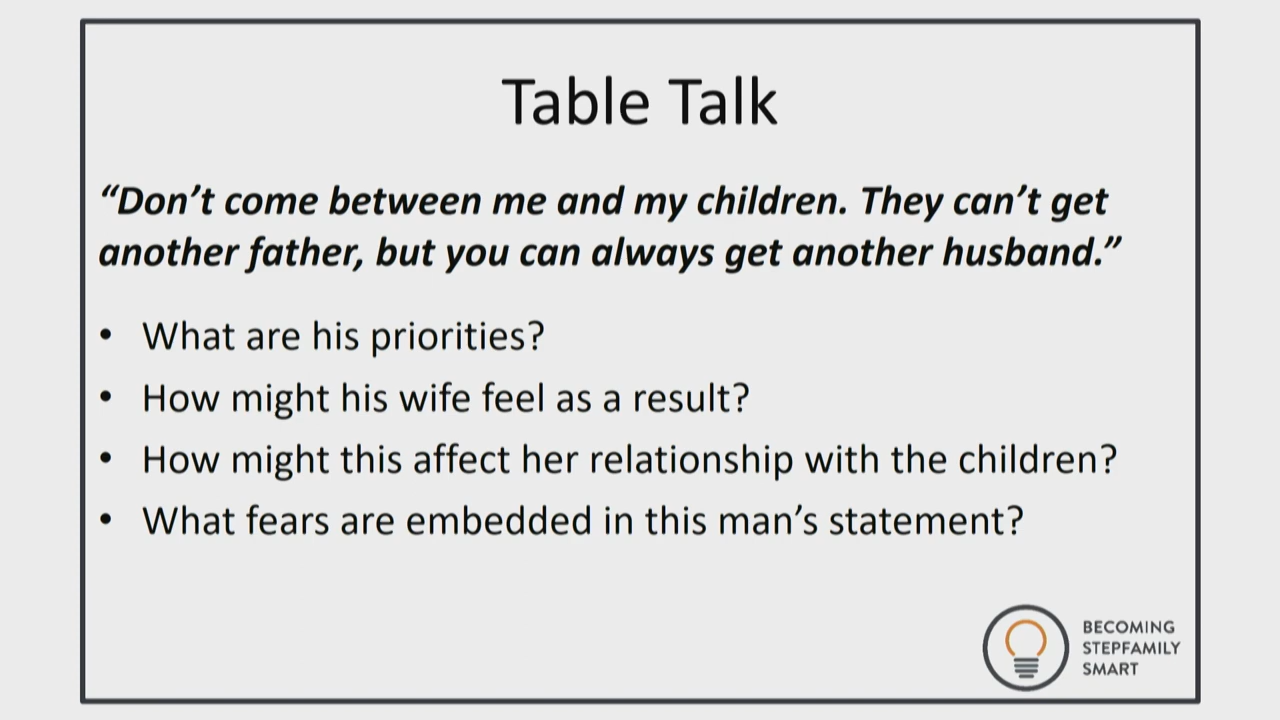 Table Talk
“Don’t come between me and my children. They can’t get
another father, but you can always get another husband.”
• What are his priorities?
• How might his wife feel as a result?
• How might this affect her relationship with the children?
• What fears are embedded in this man’s statement?
BECOMING
STEPFAMILY
SMART